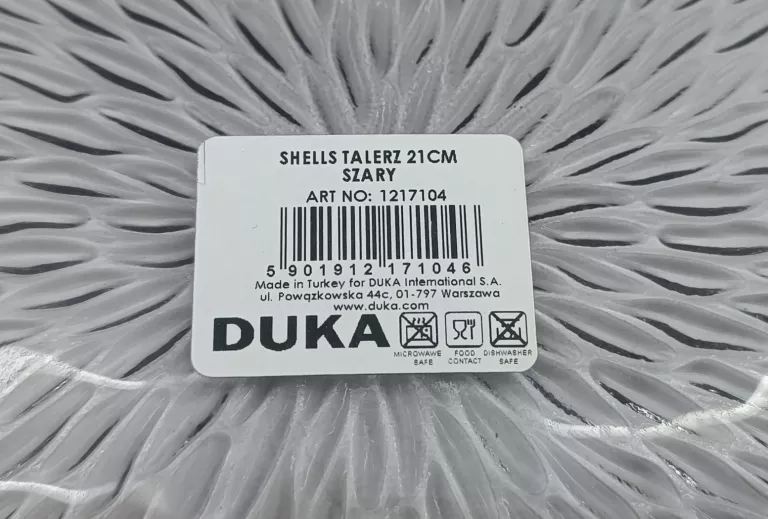 SHELLS TALERZ 21CM
SZARY
ART NO: 1217104
5 901912 171046
Made in Turkey for DUKA International S.A.
ul. Powązkowska 44c, 01-797 Warszawa
www.duka.com
DUKA
MICROWAWE SAFE
FOOD CONTACT
DISHWASHER SAFE